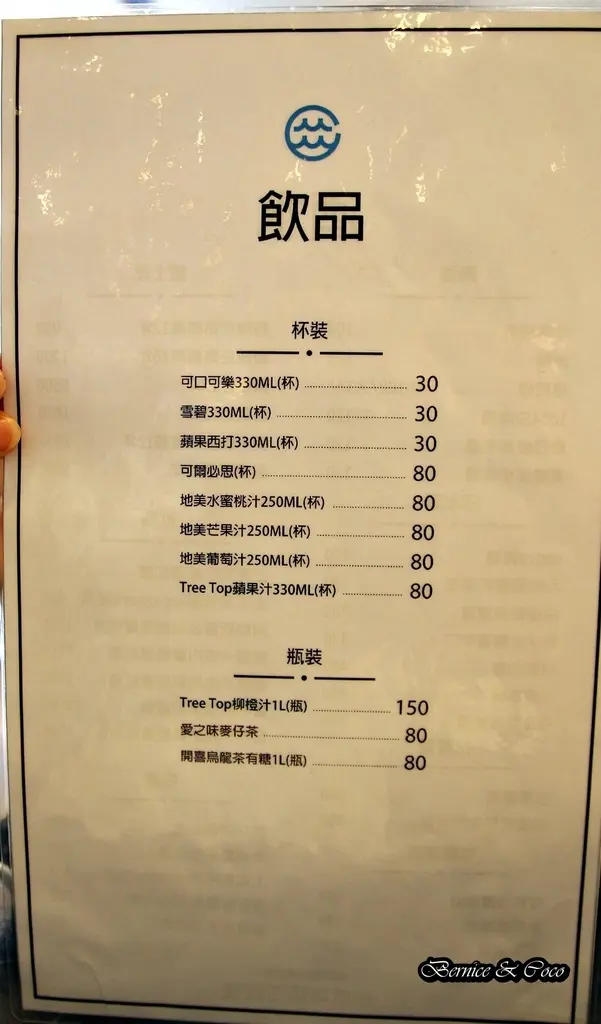 飲品
杯裝
可口可樂330ML(杯) 30
雪碧330ML(杯) 30
蘋果西打330ML(杯) 30
可爾必思(杯) 80
地美水蜜桃汁250ML(杯) 80
地美芒果汁250ML(杯) 80
地美葡萄汁250ML(杯) 80
Tree Top蘋果汁330ML(杯) 80
瓶裝
Tree Top柳橙汁1L(瓶) 150
愛之味麥仔茶 80
開喜烏龍茶有糖1L(瓶) 80
Bernice & Coco